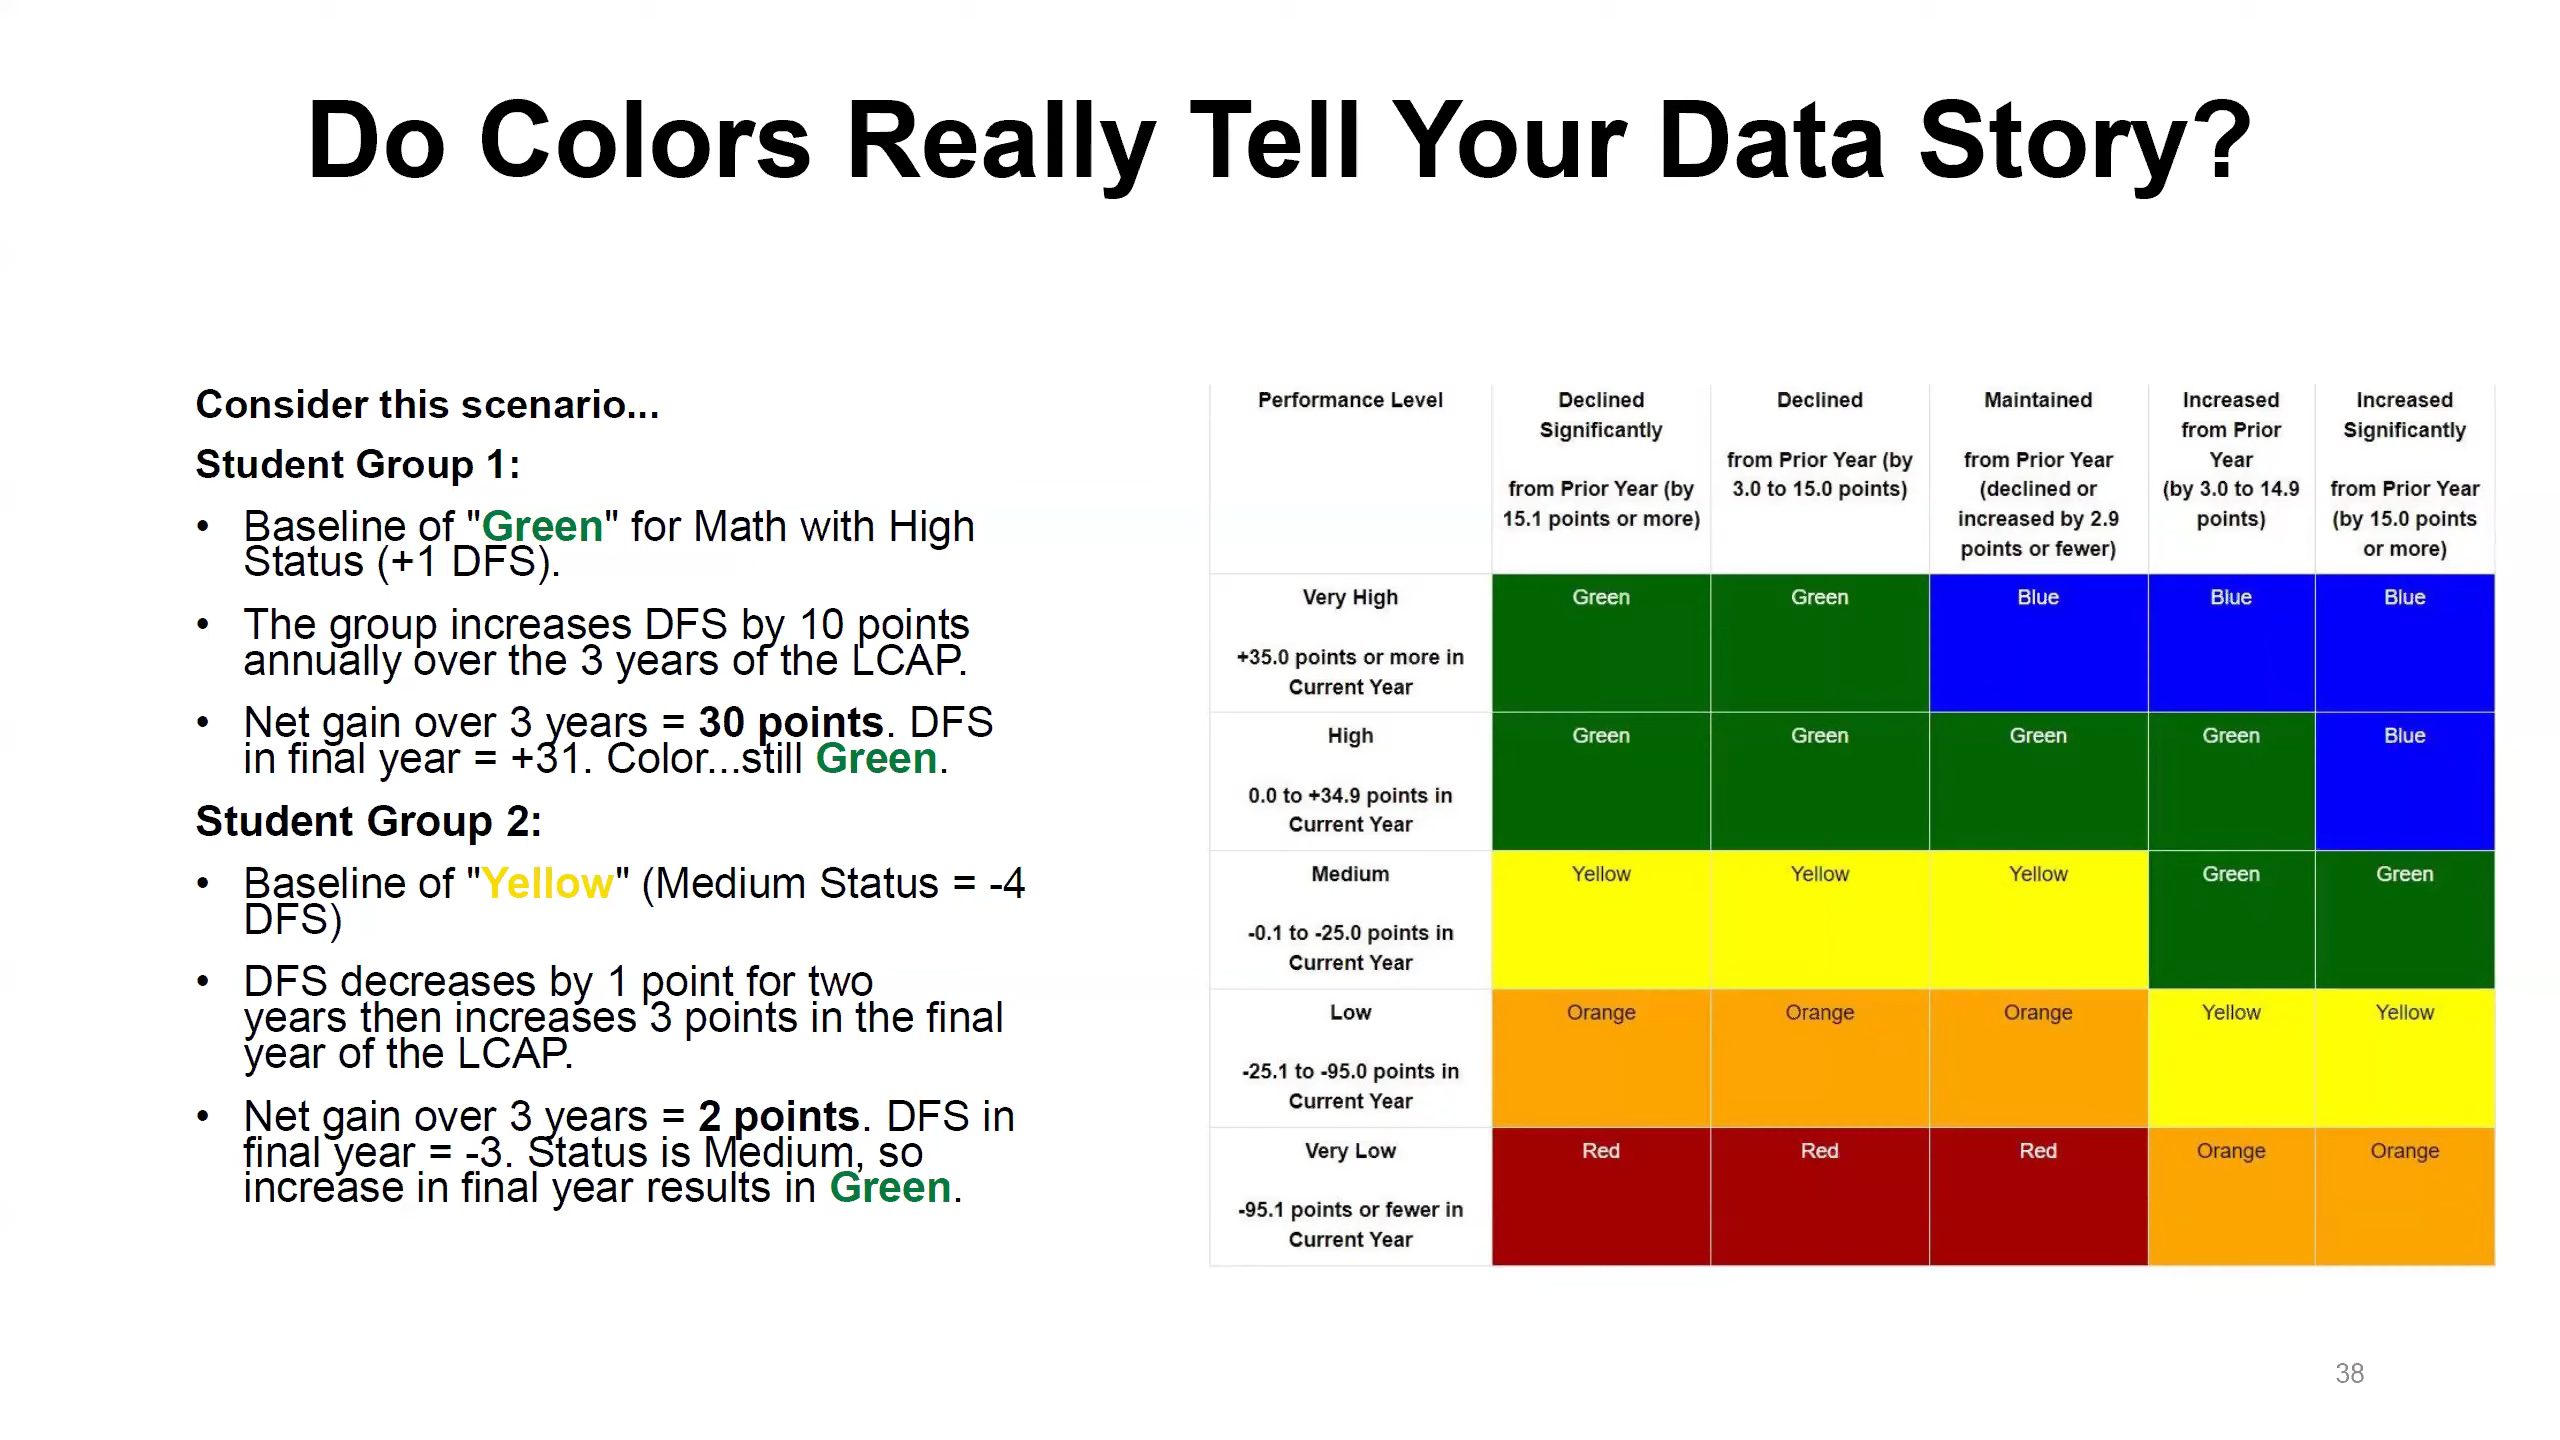 Do Colors Really Tell Your Data Story?
Consider this scenario...
Student Group 1:
• Baseline of "Green" for Math with High
Status (+1 DFS).
• The group increases DFS by 10 points
annually over the 3 years of the LCAP.
• Net gain over 3 years = 30 points. DFS
in final year = +31. Color...still Green.
Student Group 2:
• Baseline of "Yellow" (Medium Status = -4
DFS)
• DFS decreases by 1 point for two
years then increases 3 points in the final
year of the LCAP.
• Net gain over 3 years = 2 points. DFS in
final year = -3. Status is Medium, so
increase in final year results in Green.
Performance Level
Declined
Significantly
from Prior Year (by
15.1 points or more)
Declined
from Prior Year (by
3.0 to 15.0 points)
Maintained
from Prior Year
(declined or
increased by 2.9
points or fewer)
Increased
from Prior
Year
(by 3.0 to 14.9
points)
Increased
Significantly
from Prior Year
(by 15.0 points
or more)
Very High
+35.0 points or more in
Current Year
Green
Green
Blue
Blue
Blue
High
0.0 to +34.9 points in
Current Year
Green
Green
Green
Green
Blue
Medium
-0.1 to -25.0 points in
Current Year
Yellow
Yellow
Yellow
Green
Green
Low
-25.1 to -95.0 points in
Current Year
Orange
Orange
Orange
Yellow
Yellow
Very Low
-95.1 points or fewer in
Current Year
Red
Red
Red
Orange
Orange
38